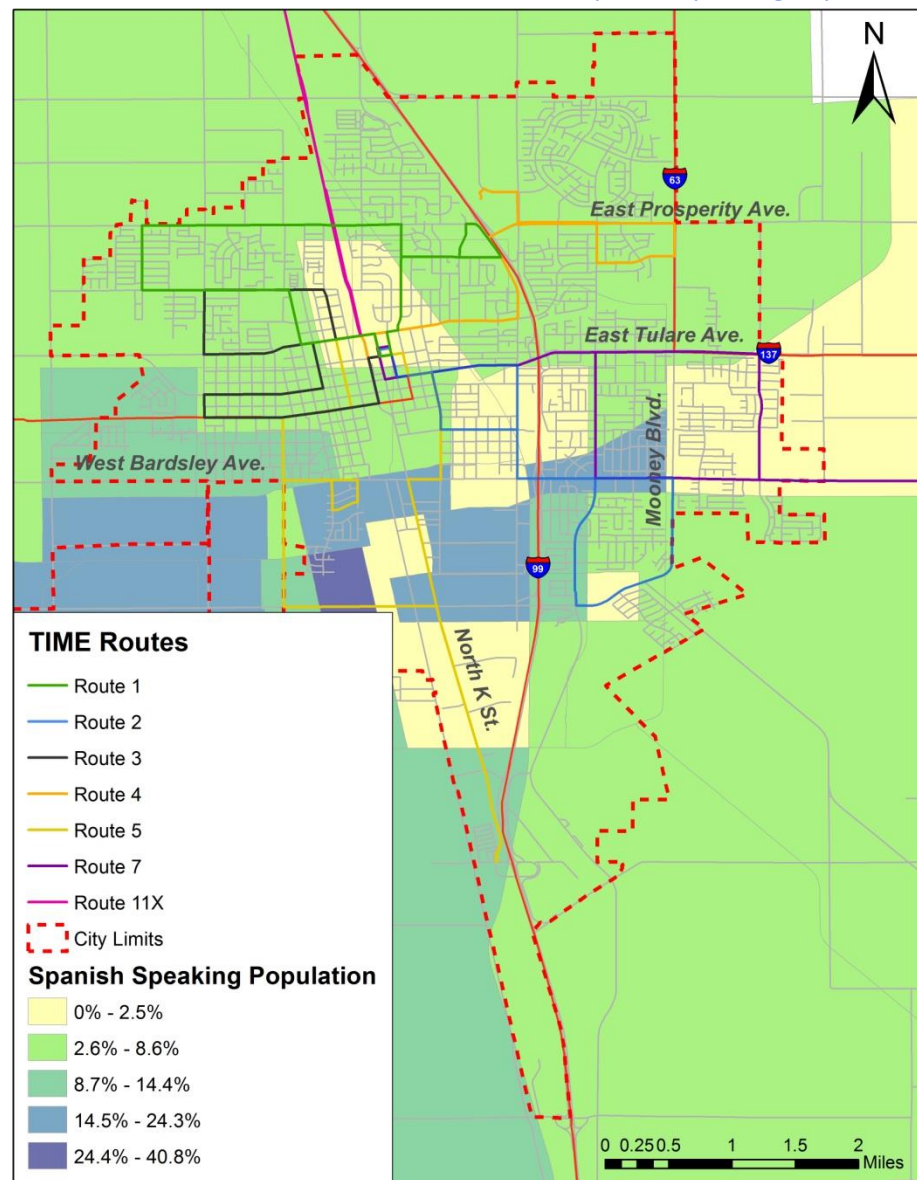 N
63
East Prosperity Ave.
East Tulare Ave.
137
Mooney Blvd.
West Bardsley Ave.
99
North K St.
TIME Routes
Route 1
Route 2
Route 3
Route 4
Route 5
Route 7
Route 11X
City Limits
Spanish Speaking Population
0% - 2.5%
2.6% - 8.6%
8.7% - 14.4%
14.5% - 24.3%
24.4% - 40.8%
0 0.25 0.5 1 1.5 2
Miles